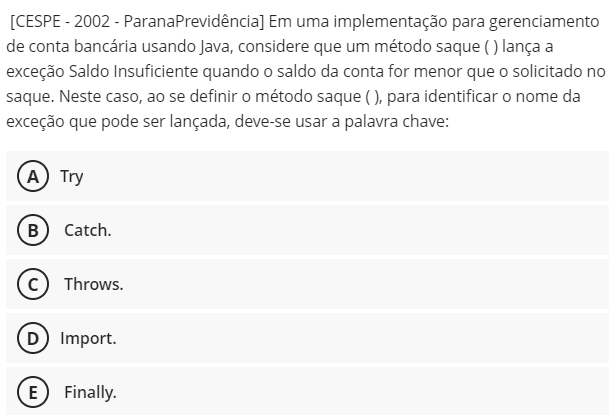 [CESPE - 2002 - ParanaPrevidência] Em uma implementação para gerenciamento
de conta bancária usando Java, considere que um método saque ( ) lança a
exceção Saldo Insuficiente quando o saldo da conta for menor que o solicitado no
saque. Neste caso, ao se definir o método saque ( ), para identificar o nome da
exceção que pode ser lançada, deve-se usar a palavra chave:
A Try
B Catch.
C Throws.
D Import.
E Finally.